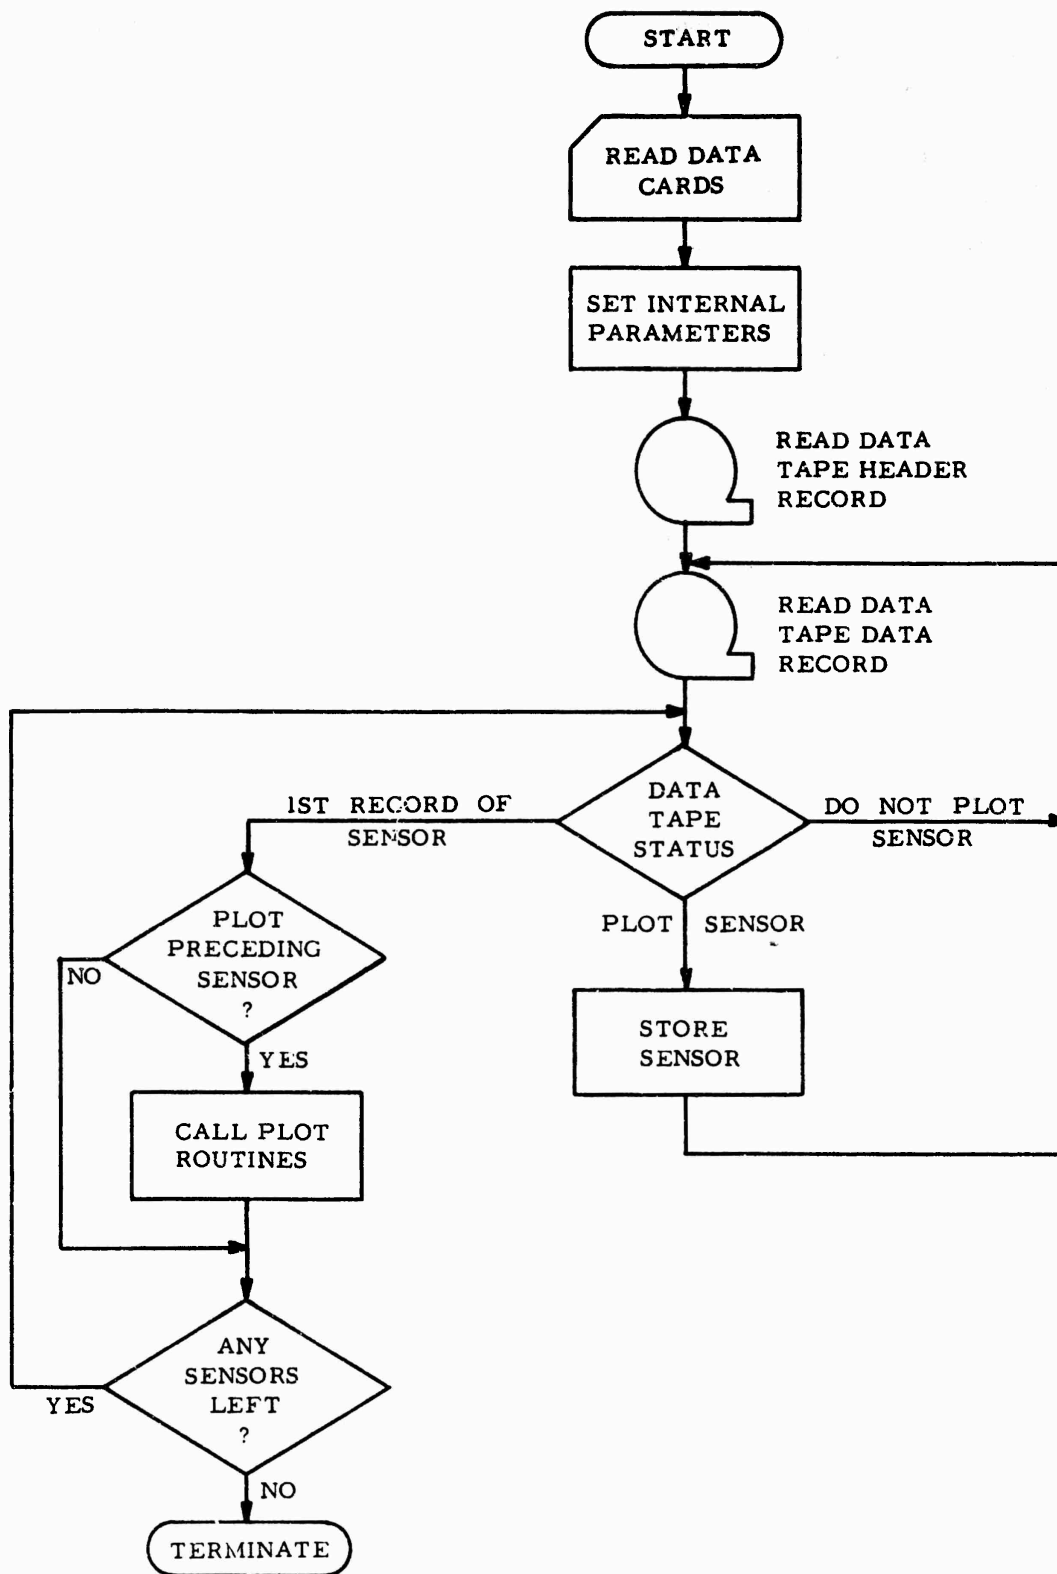 START
READ DATA
CARDS
SET INTERNAL
PARAMETERS
READ DATA
TAPE HEADER
RECORD
READ DATA
TAPE DATA
RECORD
1ST RECORD OF
SENSOR
DATA
TAPE
STATUS
DO NOT PLOT
SENSOR
PLOT SENSOR
PLOT
PRECEDING
SENSOR
?
NO
YES
STORE
SENSOR
CALL PLOT
ROUTINES
ANY
SENSORS
LEFT
?
YES
NO
TERMINATE